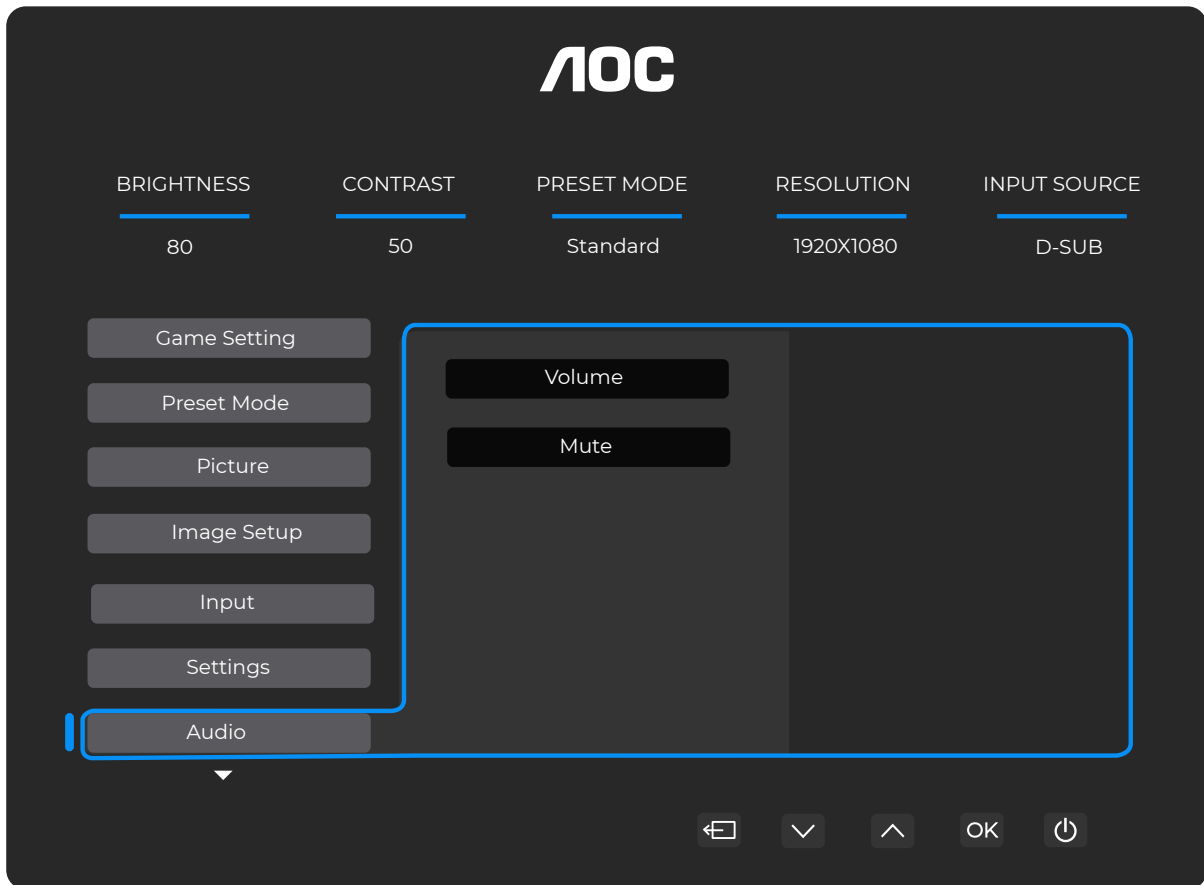 AOC
BRIGHTNESS CONTRAST PRESET MODE RESOLUTION INPUT SOURCE
80 50 Standard 1920X1080 D-SUB
Game Setting
Volume
Preset Mode
Mute
Picture
Image Setup
Input
Settings
Audio
OK